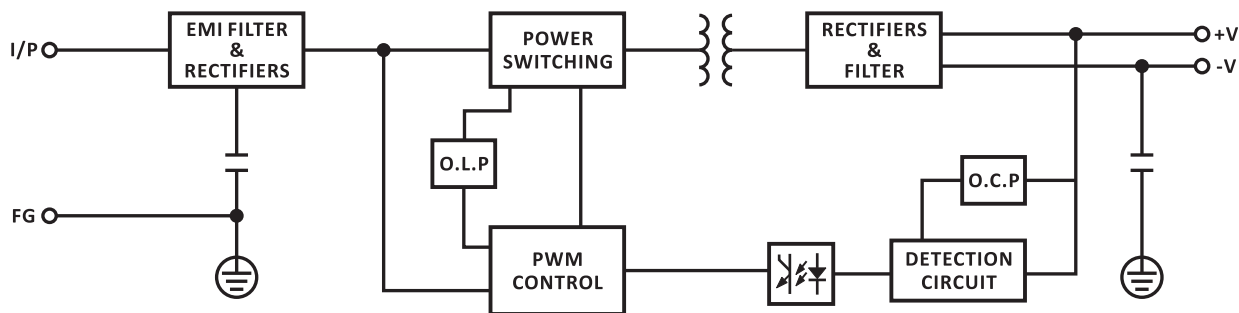 I/P
EMI FILTER
&
RECTIFIERS
POWER
SWITCHING
RECTIFIERS
&
FILTER
+V
-V
O.L.P
O.C.P
FG
PWM
CONTROL
DETECTION
CIRCUIT